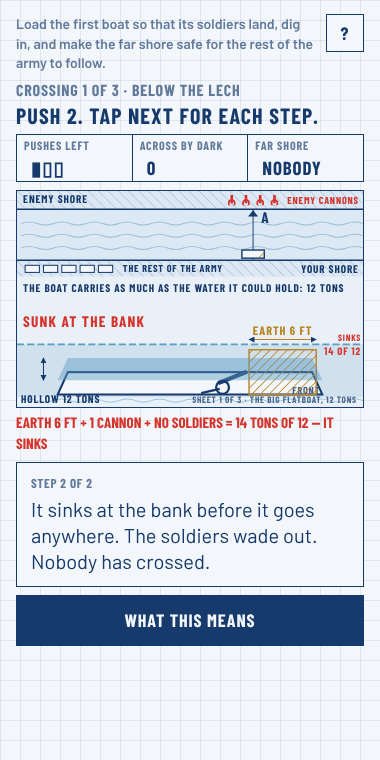 Load the first boat so that its soldiers land, dig
in, and make the far shore safe for the rest of the
army to follow.
?
CROSSING 1 OF 3 · BELOW THE LECH
PUSH 2. TAP NEXT FOR EACH STEP.
PUSHES LEFT
ACROSS BY DARK
0
FAR SHORE
NOBODY
ENEMY SHORE
ENEMY CANNONS
A
THE REST OF THE ARMY
YOUR SHORE
THE BOAT CARRIES AS MUCH AS THE WATER IT COULD HOLD: 12 TONS
SUNK AT THE BANK
EARTH 6 FT
SINKS
14 OF 12
FRONT
HOLLOW 12 TONS
SHEET 1 OF 3 · THE BIG FLATBOAT, 12 TONS
EARTH 6 FT + 1 CANNON + NO SOLDIERS = 14 TONS OF 12 — IT
SINKS
STEP 2 OF 2
It sinks at the bank before it goes
anywhere. The soldiers wade out.
Nobody has crossed.
WHAT THIS MEANS